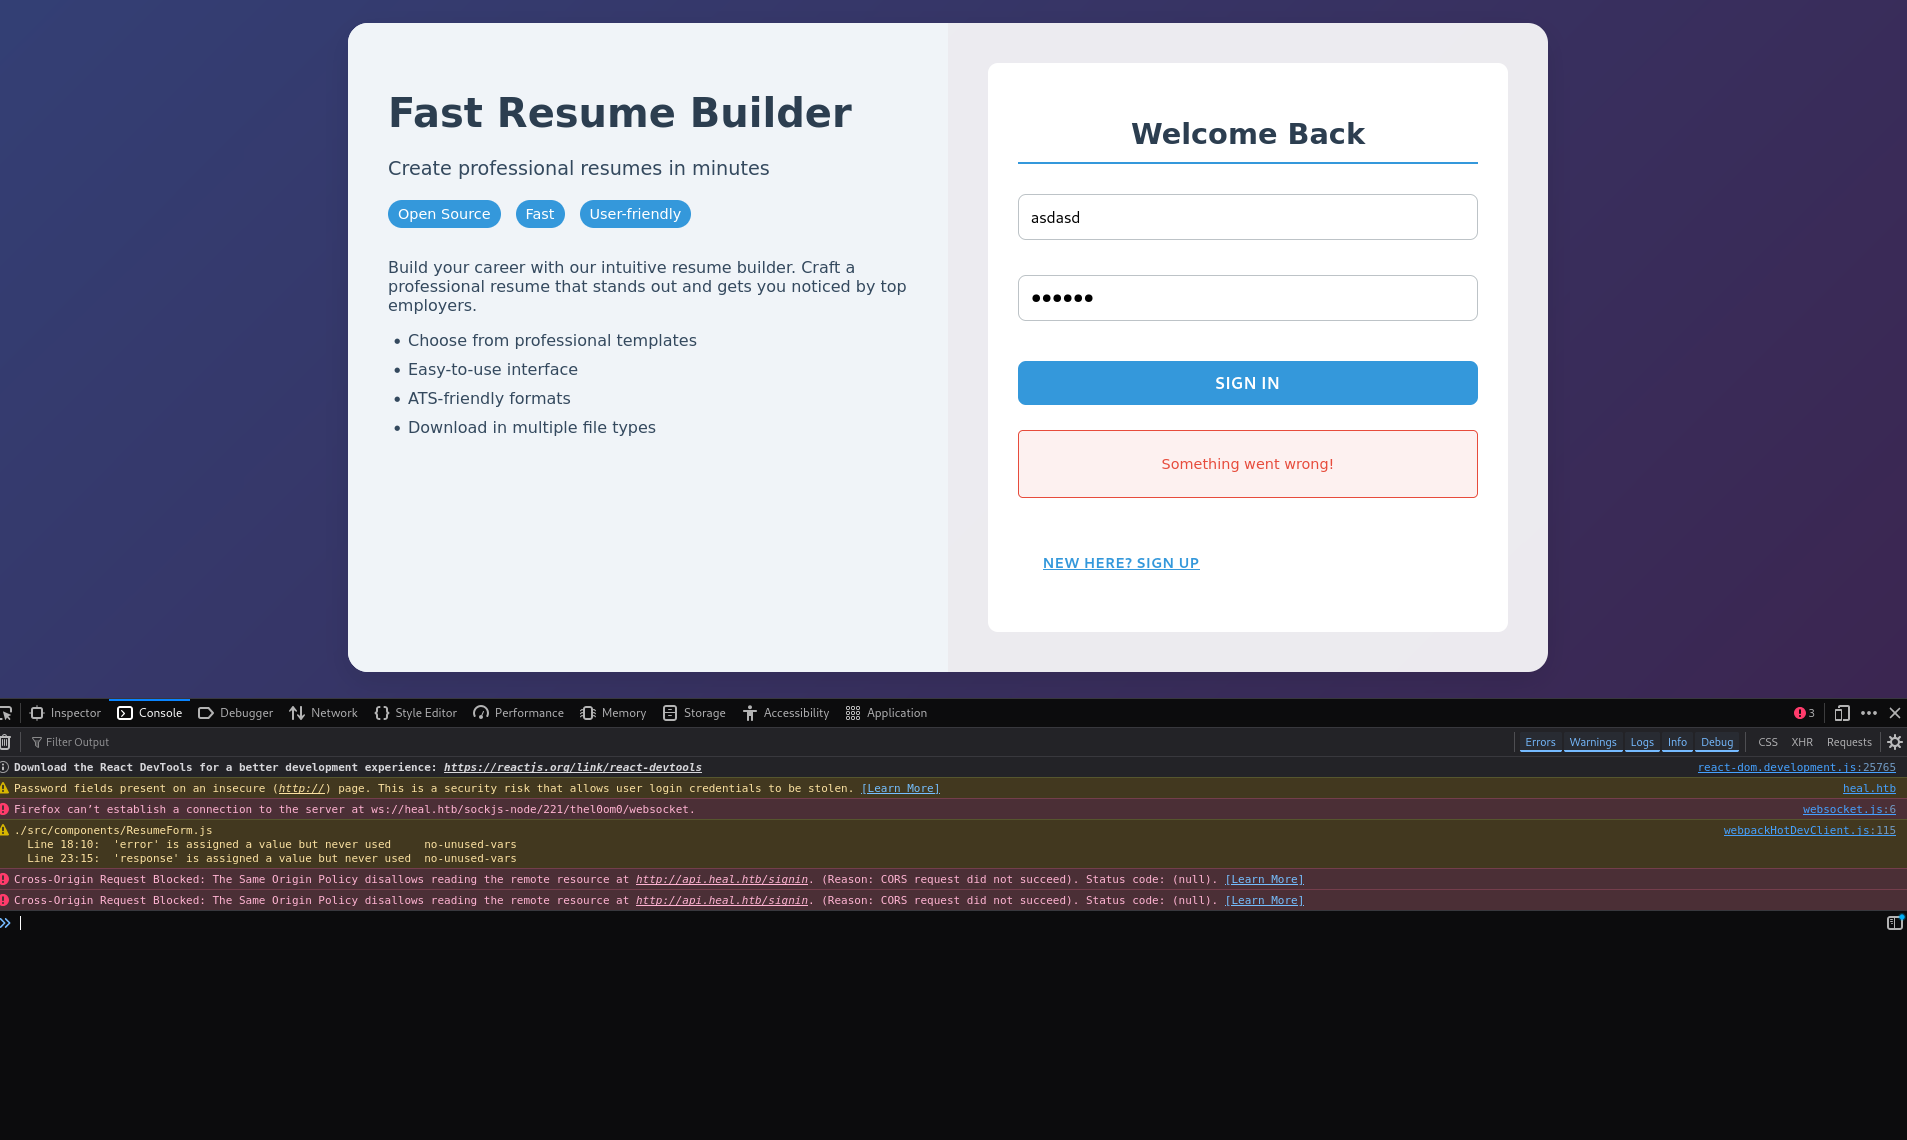 Fast Resume Builder
Create professional resumes in minutes
Open Source
Fast
User-friendly
Build your career with our intuitive resume builder. Craft a
professional resume that stands out and gets you noticed by top
employers.
• Choose from professional templates
• Easy-to-use interface
• ATS-friendly formats
• Download in multiple file types
Welcome Back
asdasd
●●●●●●
SIGN IN
Something went wrong!
NEW HERE? SIGN UP
Inspector
Console
Debugger
Network
Style Editor
Performance
Memory
Storage
Accessibility
Application
3
Filter Output
Errors
Warnings
Logs
Info
Debug
CSS
XHR
Requests
Download the React DevTools for a better development experience: https://reactjs.org/link/react-devtools
react-dom.development.js:25765
Password fields present on an insecure (http://) page. This is a security risk that allows user login credentials to be stolen. [Learn More]
heal.htb
Firefox can’t establish a connection to the server at ws://heal.htb/sockjs-node/221/thel0om0/websocket.
websocket.js:6
./src/components/ResumeForm.js
webpackHotDevClient.js:115
Line 18:10:  'error' is assigned a value but never used     no-unused-vars
Line 23:15:  'response' is assigned a value but never used  no-unused-vars
Cross-Origin Request Blocked: The Same Origin Policy disallows reading the remote resource at http://api.heal.htb/signin. (Reason: CORS request did not succeed). Status code: (null). [Learn More]
Cross-Origin Request Blocked: The Same Origin Policy disallows reading the remote resource at http://api.heal.htb/signin. (Reason: CORS request did not succeed). Status code: (null). [Learn More]